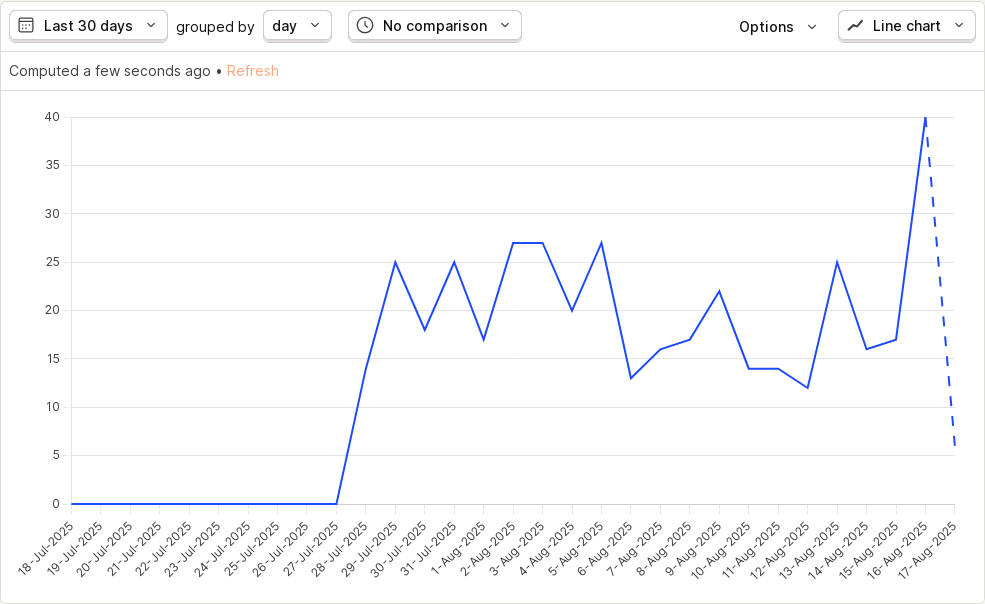 Last 30 days grouped by day No comparison Options Line chart
Computed a few seconds ago • Refresh
40
35
30
25
20
15
10
5
0
18-Jul-2025
19-Jul-2025
20-Jul-2025
21-Jul-2025
22-Jul-2025
23-Jul-2025
24-Jul-2025
25-Jul-2025
26-Jul-2025
27-Jul-2025
28-Jul-2025
29-Jul-2025
30-Jul-2025
31-Jul-2025
1-Aug-2025
2-Aug-2025
3-Aug-2025
4-Aug-2025
5-Aug-2025
6-Aug-2025
7-Aug-2025
8-Aug-2025
9-Aug-2025
10-Aug-2025
11-Aug-2025
12-Aug-2025
13-Aug-2025
14-Aug-2025
15-Aug-2025
16-Aug-2025
17-Aug-2025